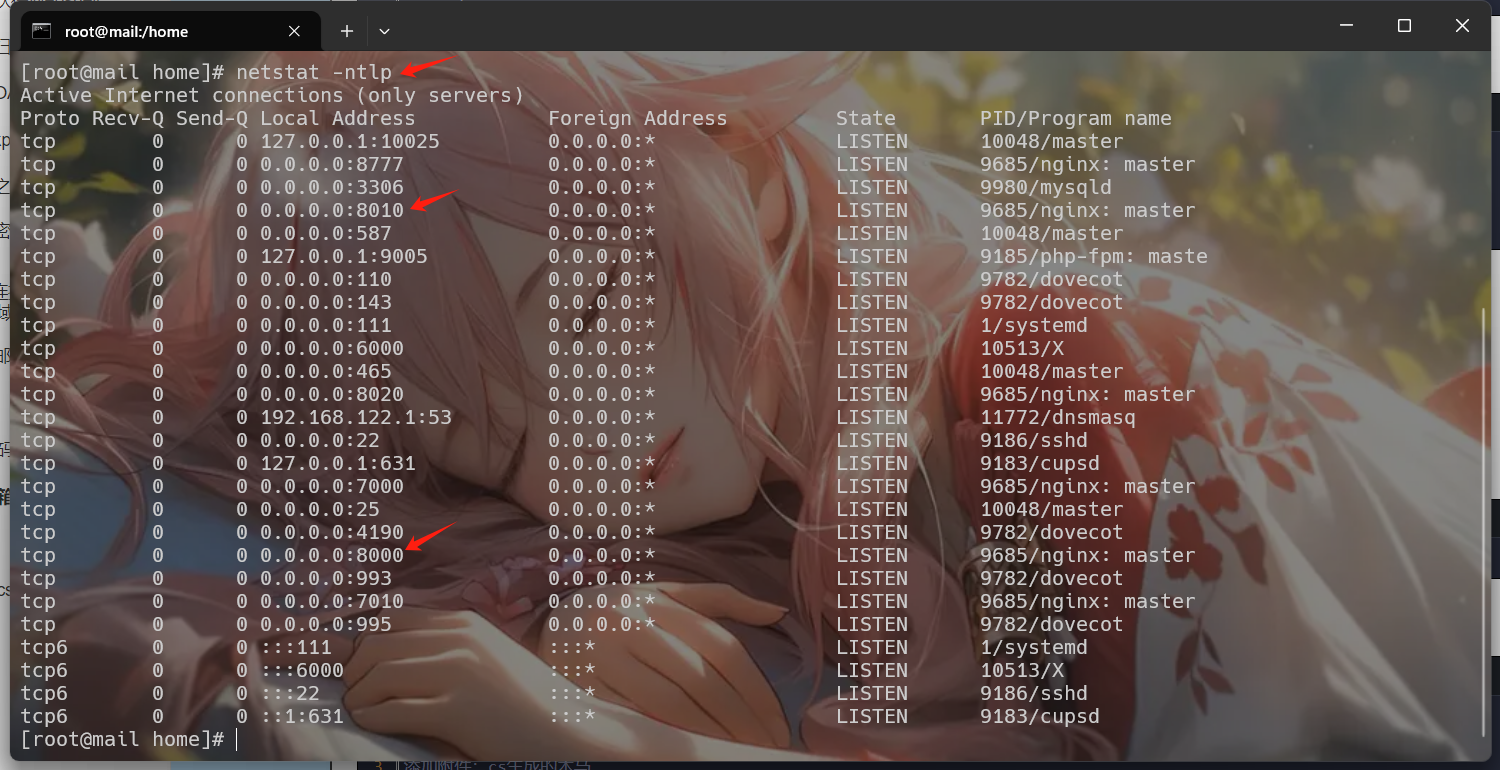 root@mail:/home
[root@mail home]# netstat -ntlp
Active Internet connections (only servers)
Proto Recv-Q Send-Q Local Address           Foreign Address         State       PID/Program name
tcp        0      0 127.0.0.1:10025         0.0.0.0:*               LISTEN      10048/master
tcp        0      0 0.0.0.0:8777            0.0.0.0:*               LISTEN      9685/nginx: master
tcp        0      0 0.0.0.0:3306            0.0.0.0:*               LISTEN      9980/mysqld
tcp        0      0 0.0.0.0:8010            0.0.0.0:*               LISTEN      9685/nginx: master
tcp        0      0 0.0.0.0:587             0.0.0.0:*               LISTEN      10048/master
tcp        0      0 127.0.0.1:9005          0.0.0.0:*               LISTEN      9185/php-fpm: maste
tcp        0      0 0.0.0.0:110             0.0.0.0:*               LISTEN      9782/dovecot
tcp        0      0 0.0.0.0:143             0.0.0.0:*               LISTEN      9782/dovecot
tcp        0      0 0.0.0.0:111             0.0.0.0:*               LISTEN      1/systemd
tcp        0      0 0.0.0.0:6000            0.0.0.0:*               LISTEN      10513/X
tcp        0      0 0.0.0.0:465             0.0.0.0:*               LISTEN      10048/master
tcp        0      0 0.0.0.0:8020            0.0.0.0:*               LISTEN      9685/nginx: master
tcp        0      0 192.168.122.1:53        0.0.0.0:*               LISTEN      11772/dnsmasq
tcp        0      0 0.0.0.0:22              0.0.0.0:*               LISTEN      9186/sshd
tcp        0      0 127.0.0.1:631           0.0.0.0:*               LISTEN      9183/cupsd
tcp        0      0 0.0.0.0:7000            0.0.0.0:*               LISTEN      9685/nginx: master
tcp        0      0 0.0.0.0:25              0.0.0.0:*               LISTEN      10048/master
tcp        0      0 0.0.0.0:4190            0.0.0.0:*               LISTEN      9782/dovecot
tcp        0      0 0.0.0.0:8000            0.0.0.0:*               LISTEN      9685/nginx: master
tcp        0      0 0.0.0.0:993             0.0.0.0:*               LISTEN      9782/dovecot
tcp        0      0 0.0.0.0:7010            0.0.0.0:*               LISTEN      9685/nginx: master
tcp        0      0 0.0.0.0:995             0.0.0.0:*               LISTEN      9782/dovecot
tcp6       0      0 :::111                  :::*                    LISTEN      1/systemd
tcp6       0      0 :::6000                 :::*                    LISTEN      10513/X
tcp6       0      0 :::22                   :::*                    LISTEN      9186/sshd
tcp6       0      0 ::1:631                 :::*                    LISTEN      9183/cupsd
[root@mail home]#